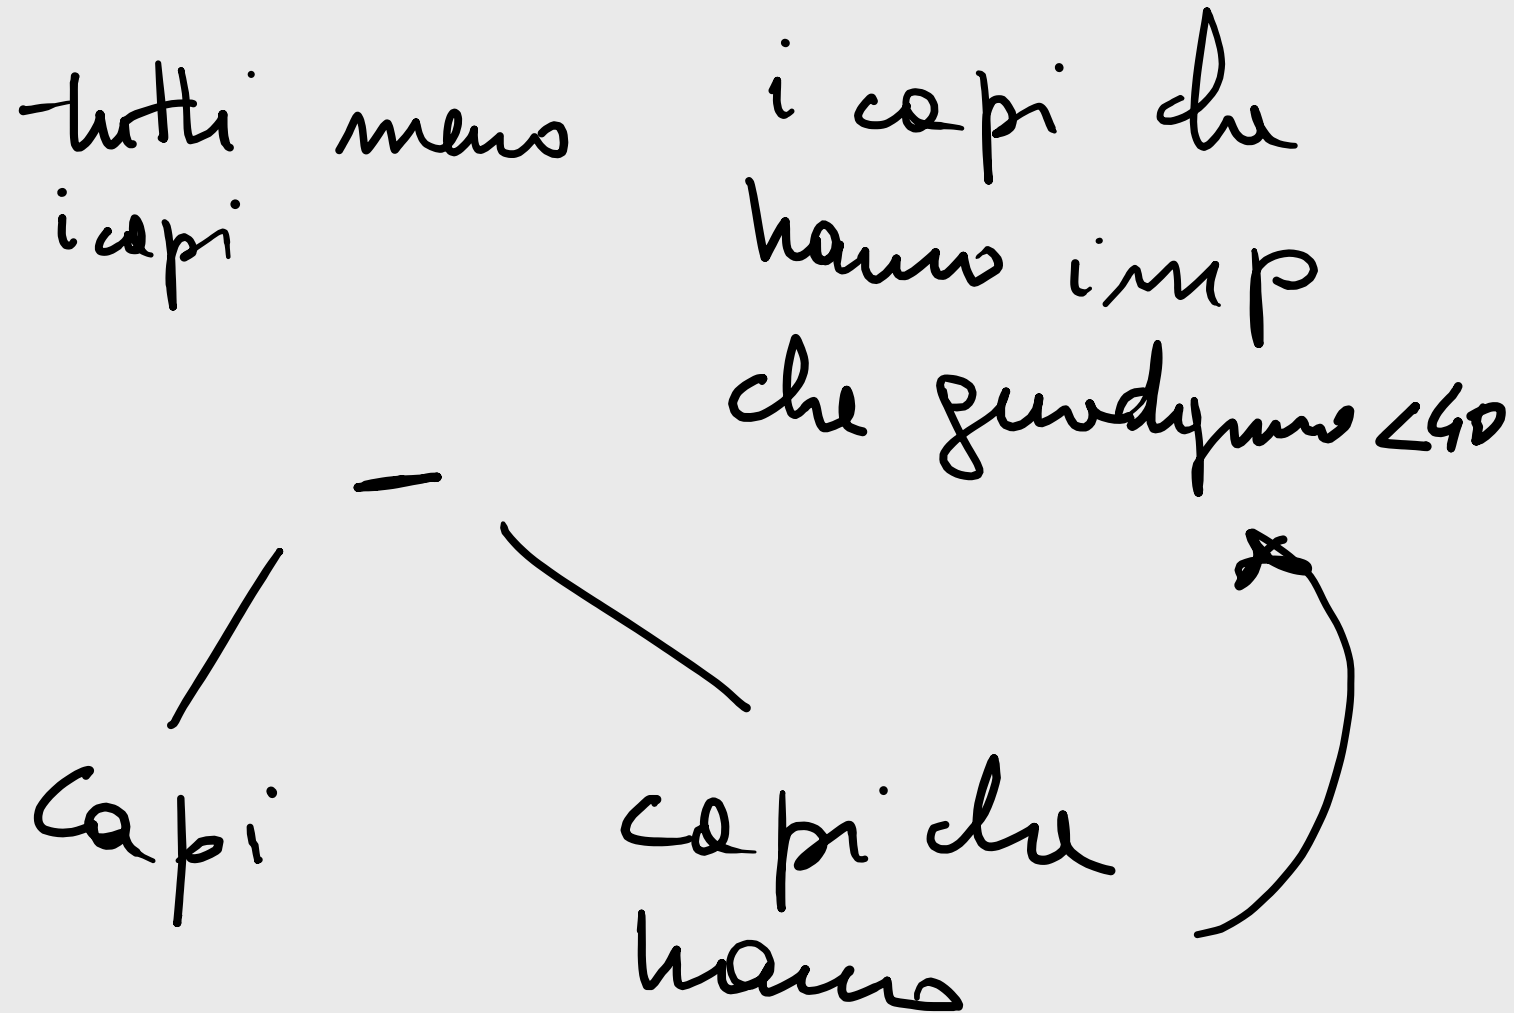 tutti meno
i capi
i capi che
hanno imp
che guadagnano <40
-
Capi
capi che
hanno